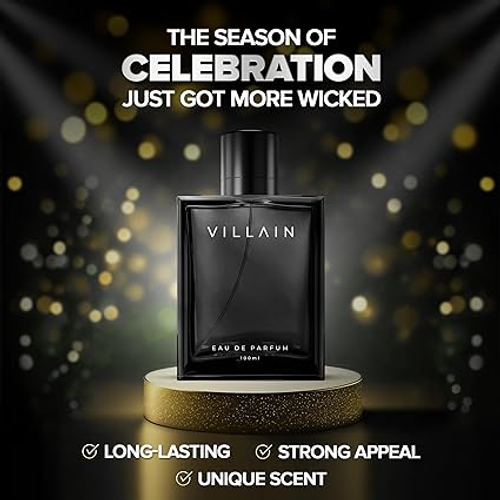 THE SEASON OF
CELEBRATION
JUST GOT MORE WICKED
VILLAIN
EAU DE PARFUM
100ml
LONG-LASTING
STRONG APPEAL
UNIQUE SCENT